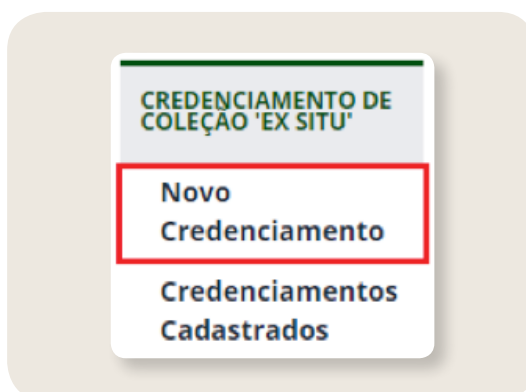 CREDENCIAMENTO DE
COLEÇÃO 'EX SITU'
Novo
Credenciamento
Credenciamentos
Cadastrados